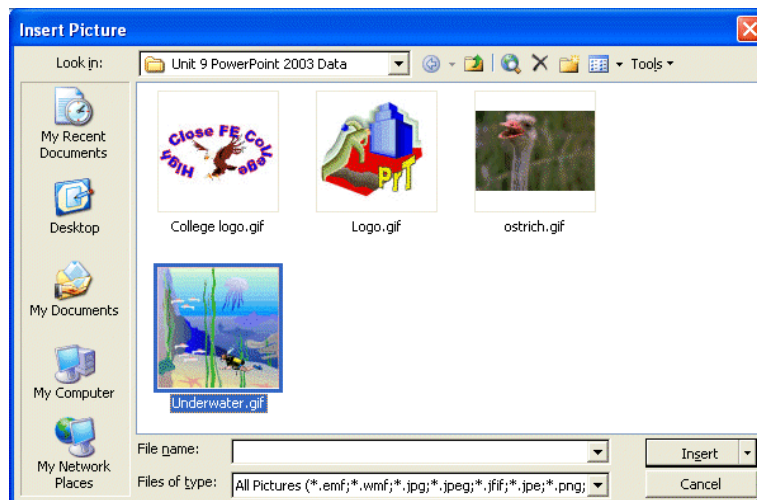 Insert Picture
Look in:
Unit 9 PowerPoint 2003 Data
Tools
My Recent
Documents
Desktop
My Documents
My Computer
My Network
Places
Close FE College
High
College logo.gif
PYT
Logo.gif
ostrich.gif
Underwater.gif
File name:
Insert
Files of type:
All Pictures (*.emf;*.wmf;*.jpg;*.jpeg;*.jfif;*.jpe;*.png;
Cancel